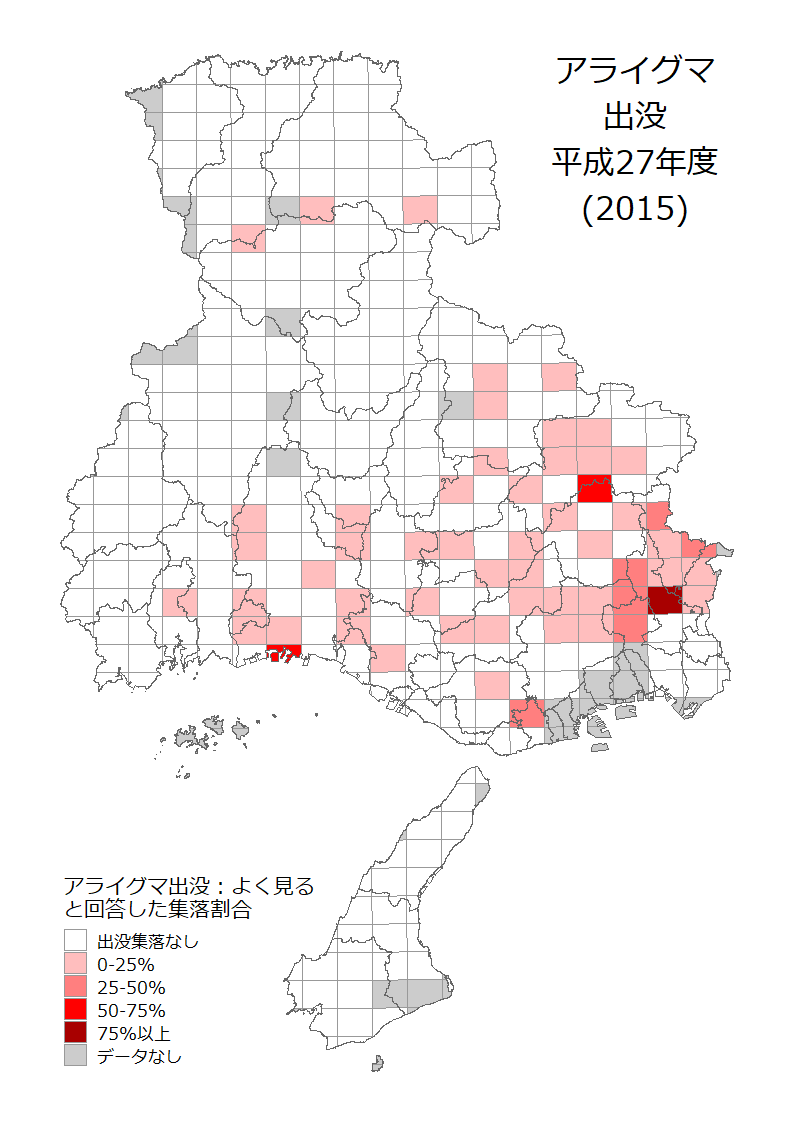 アライグマ
出没
平成27年度
(2015)
アライグマ出没：よく見る
と回答した集落割合
出没集落なし
0-25%
25-50%
50-75%
75%以上
データなし